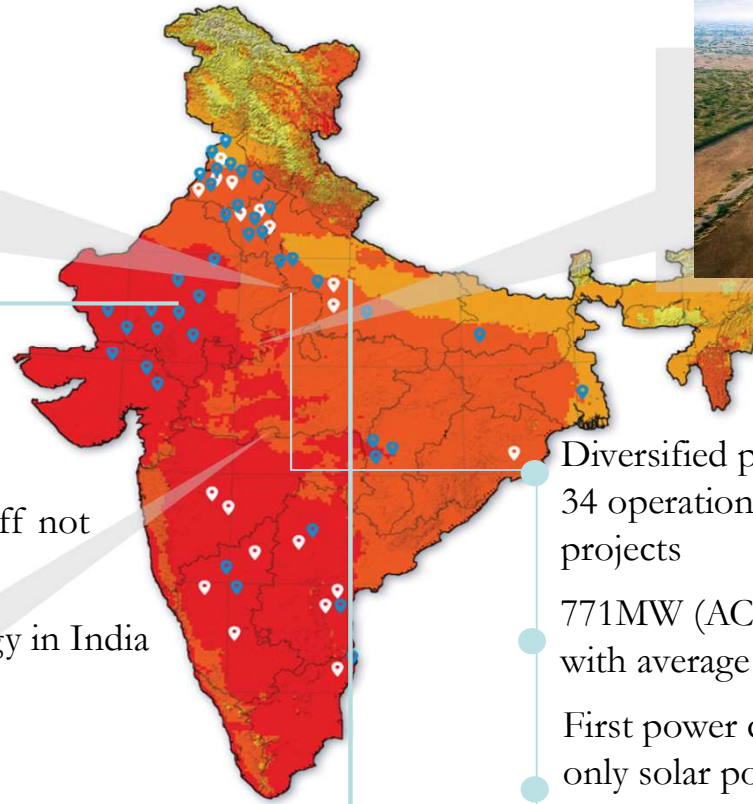 ff not
gy in India
Diversified p
34 operation
projects
771MW (AC
with average
First power
only solar po